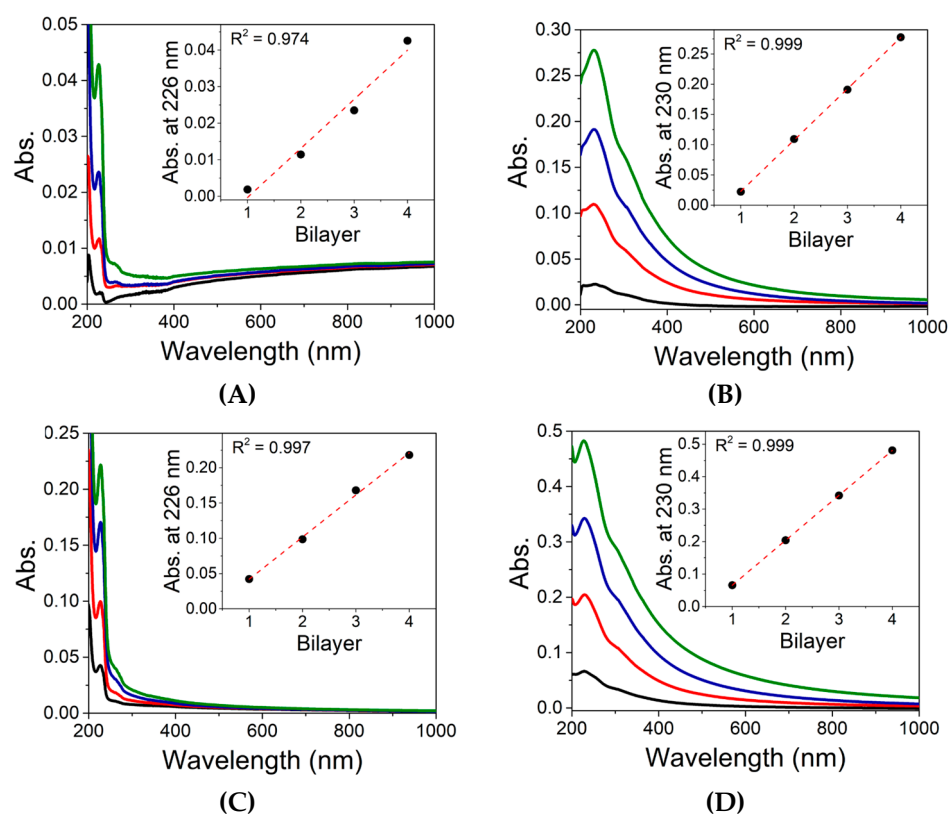 0.05
0.04
0.03
0.02
0.01
0.00
Abs.
200 400 600 800 1000
Wavelength (nm)
R² = 0.974
0.04
0.03
0.02
0.01
0.00
Abs. at 226 nm
1 2 3 4
Bilayer
(A)
0.30
0.25
0.20
0.15
0.10
0.05
0.00
Abs.
200 400 600 800 1000
Wavelength (nm)
R² = 0.999
0.25
0.20
0.15
0.10
0.05
0.00
Abs. at 230 nm
1 2 3 4
Bilayer
(B)
0.25
0.20
0.15
0.10
0.05
0.00
Abs.
200 400 600 800 1000
Wavelength (nm)
R² = 0.997
0.20
0.15
0.10
0.05
0.00
Abs. at 226 nm
1 2 3 4
Bilayer
(C)
0.5
0.4
0.3
0.2
0.1
0.0
Abs.
200 400 600 800 1000
Wavelength (nm)
R² = 0.999
0.5
0.4
0.3
0.2
0.1
0.0
Abs. at 230 nm
1 2 3 4
Bilayer
(D)